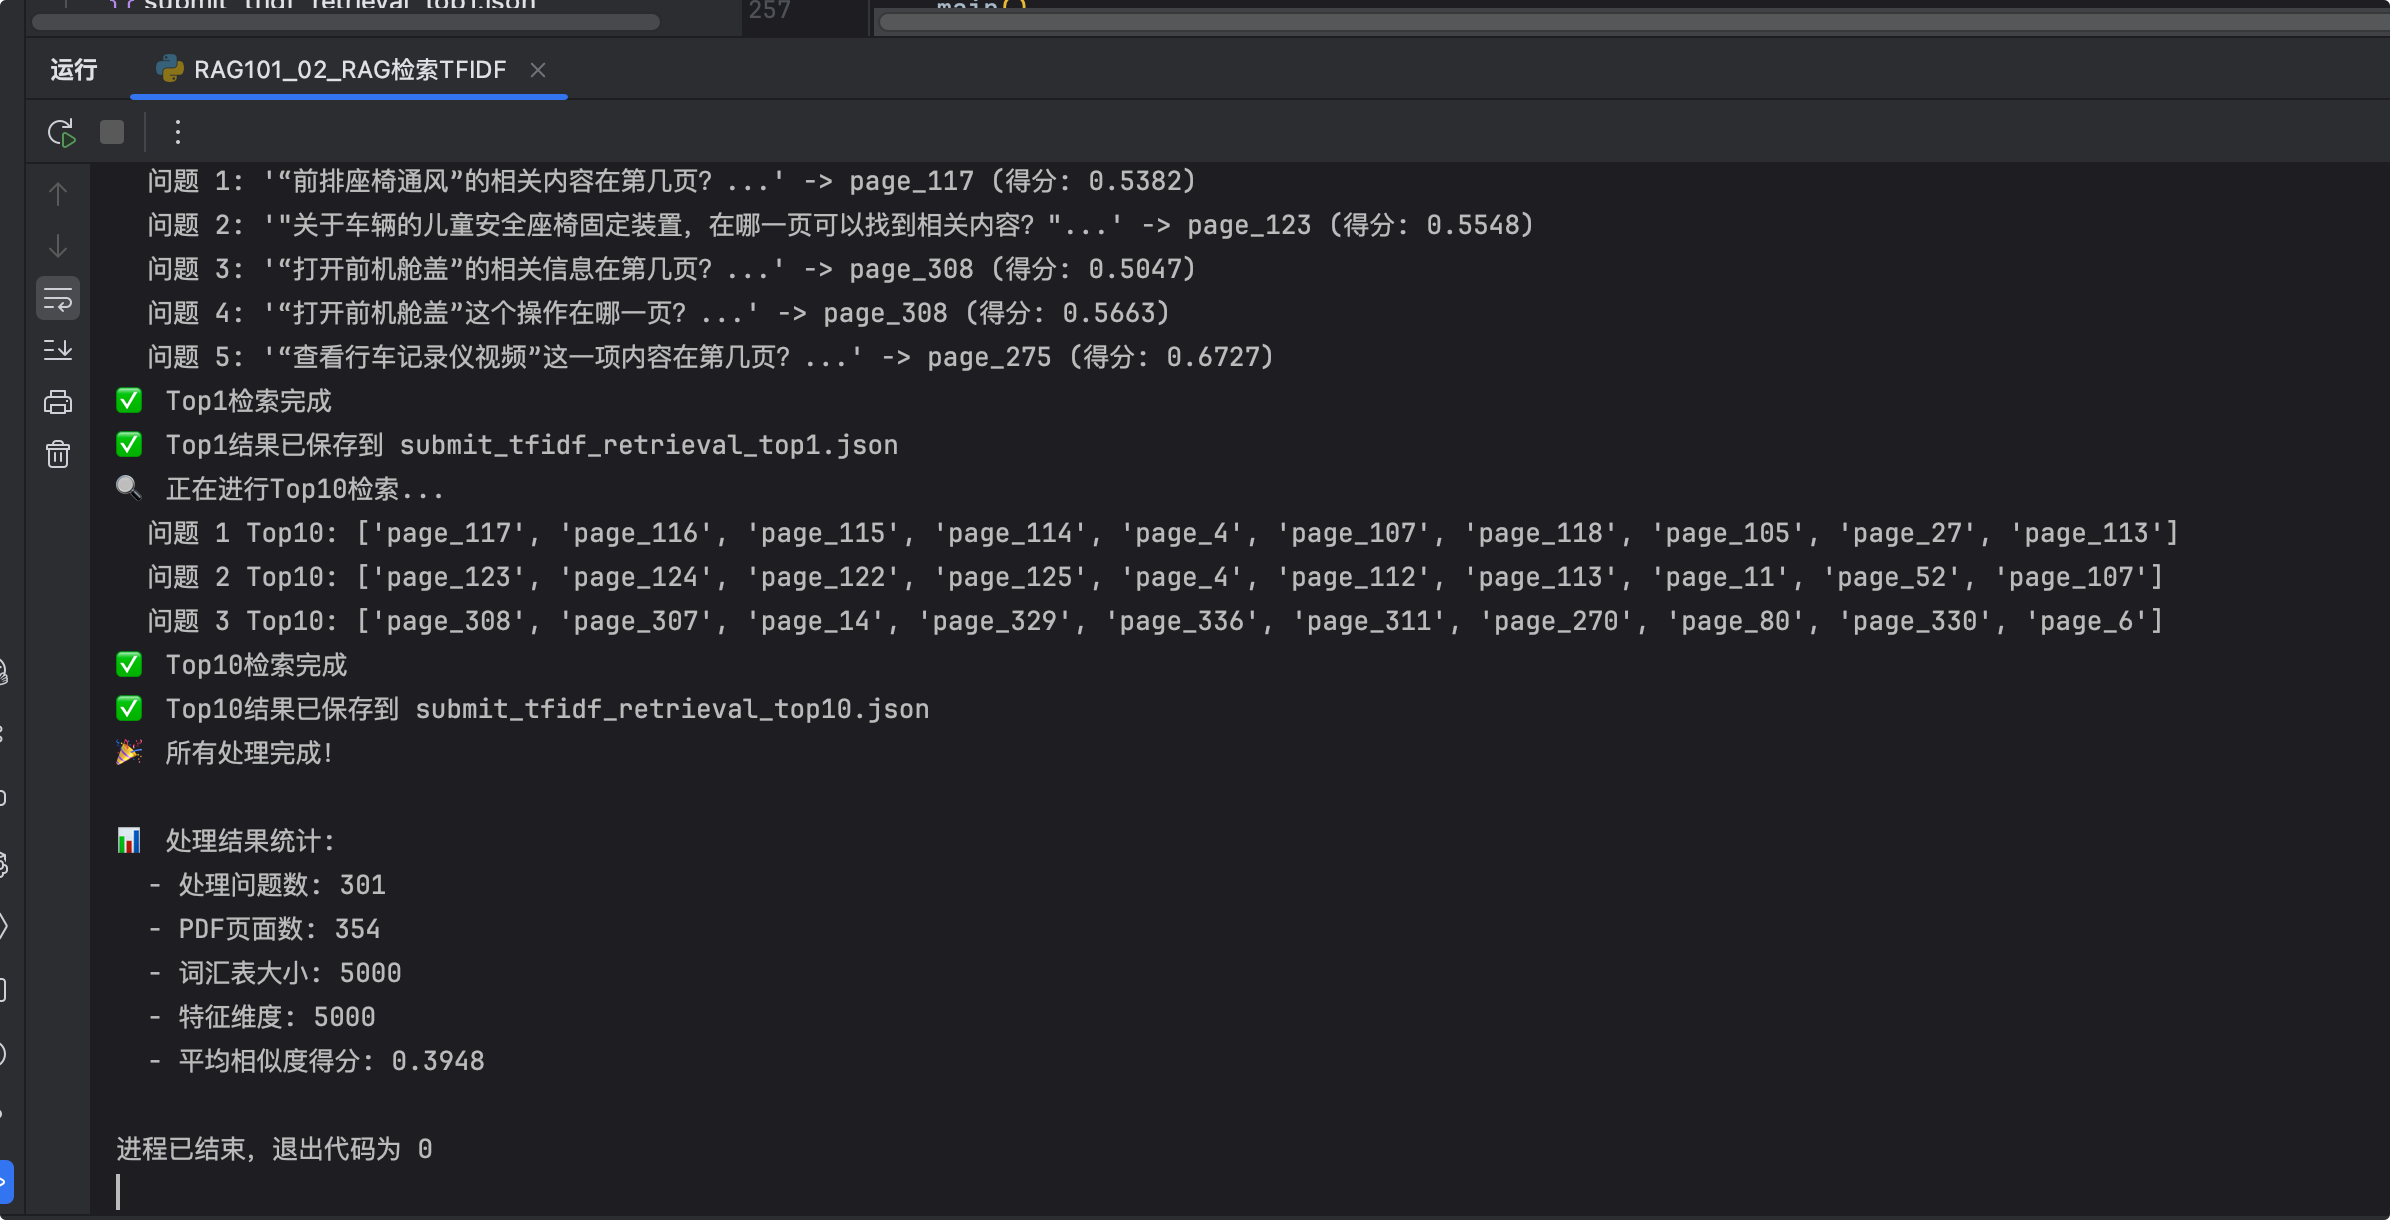 submit_tfidf_retrieval_top1.json
257
main()
运行
RAG101_02_RAG检索TFIDF
问题 1: '“前排座椅通风”的相关内容在第几页？...' -> page_117 (得分: 0.5382)
问题 2: '"关于车辆的儿童安全座椅固定装置，在哪一页可以找到相关内容？"...' -> page_123 (得分: 0.5548)
问题 3: '“打开前机舱盖”的相关信息在第几页？...' -> page_308 (得分: 0.5047)
问题 4: '“打开前机舱盖”这个操作在哪一页？...' -> page_308 (得分: 0.5663)
问题 5: '“查看行车记录仪视频”这一项内容在第几页？...' -> page_275 (得分: 0.6727)
✅ Top1检索完成
✅ Top1结果已保存到 submit_tfidf_retrieval_top1.json
🔍 正在进行Top10检索...
问题 1 Top10: ['page_117', 'page_116', 'page_115', 'page_114', 'page_4', 'page_107', 'page_118', 'page_105', 'page_27', 'page_113']
问题 2 Top10: ['page_123', 'page_124', 'page_122', 'page_125', 'page_4', 'page_112', 'page_113', 'page_11', 'page_52', 'page_107']
问题 3 Top10: ['page_308', 'page_307', 'page_14', 'page_329', 'page_336', 'page_311', 'page_270', 'page_80', 'page_330', 'page_6']
✅ Top10检索完成
✅ Top10结果已保存到 submit_tfidf_retrieval_top10.json
🎉 所有处理完成！
📊 处理结果统计:
- 处理问题数: 301
- PDF页面数: 354
- 词汇表大小: 5000
- 特征维度: 5000
- 平均相似度得分: 0.3948
进程已结束，退出代码为 0